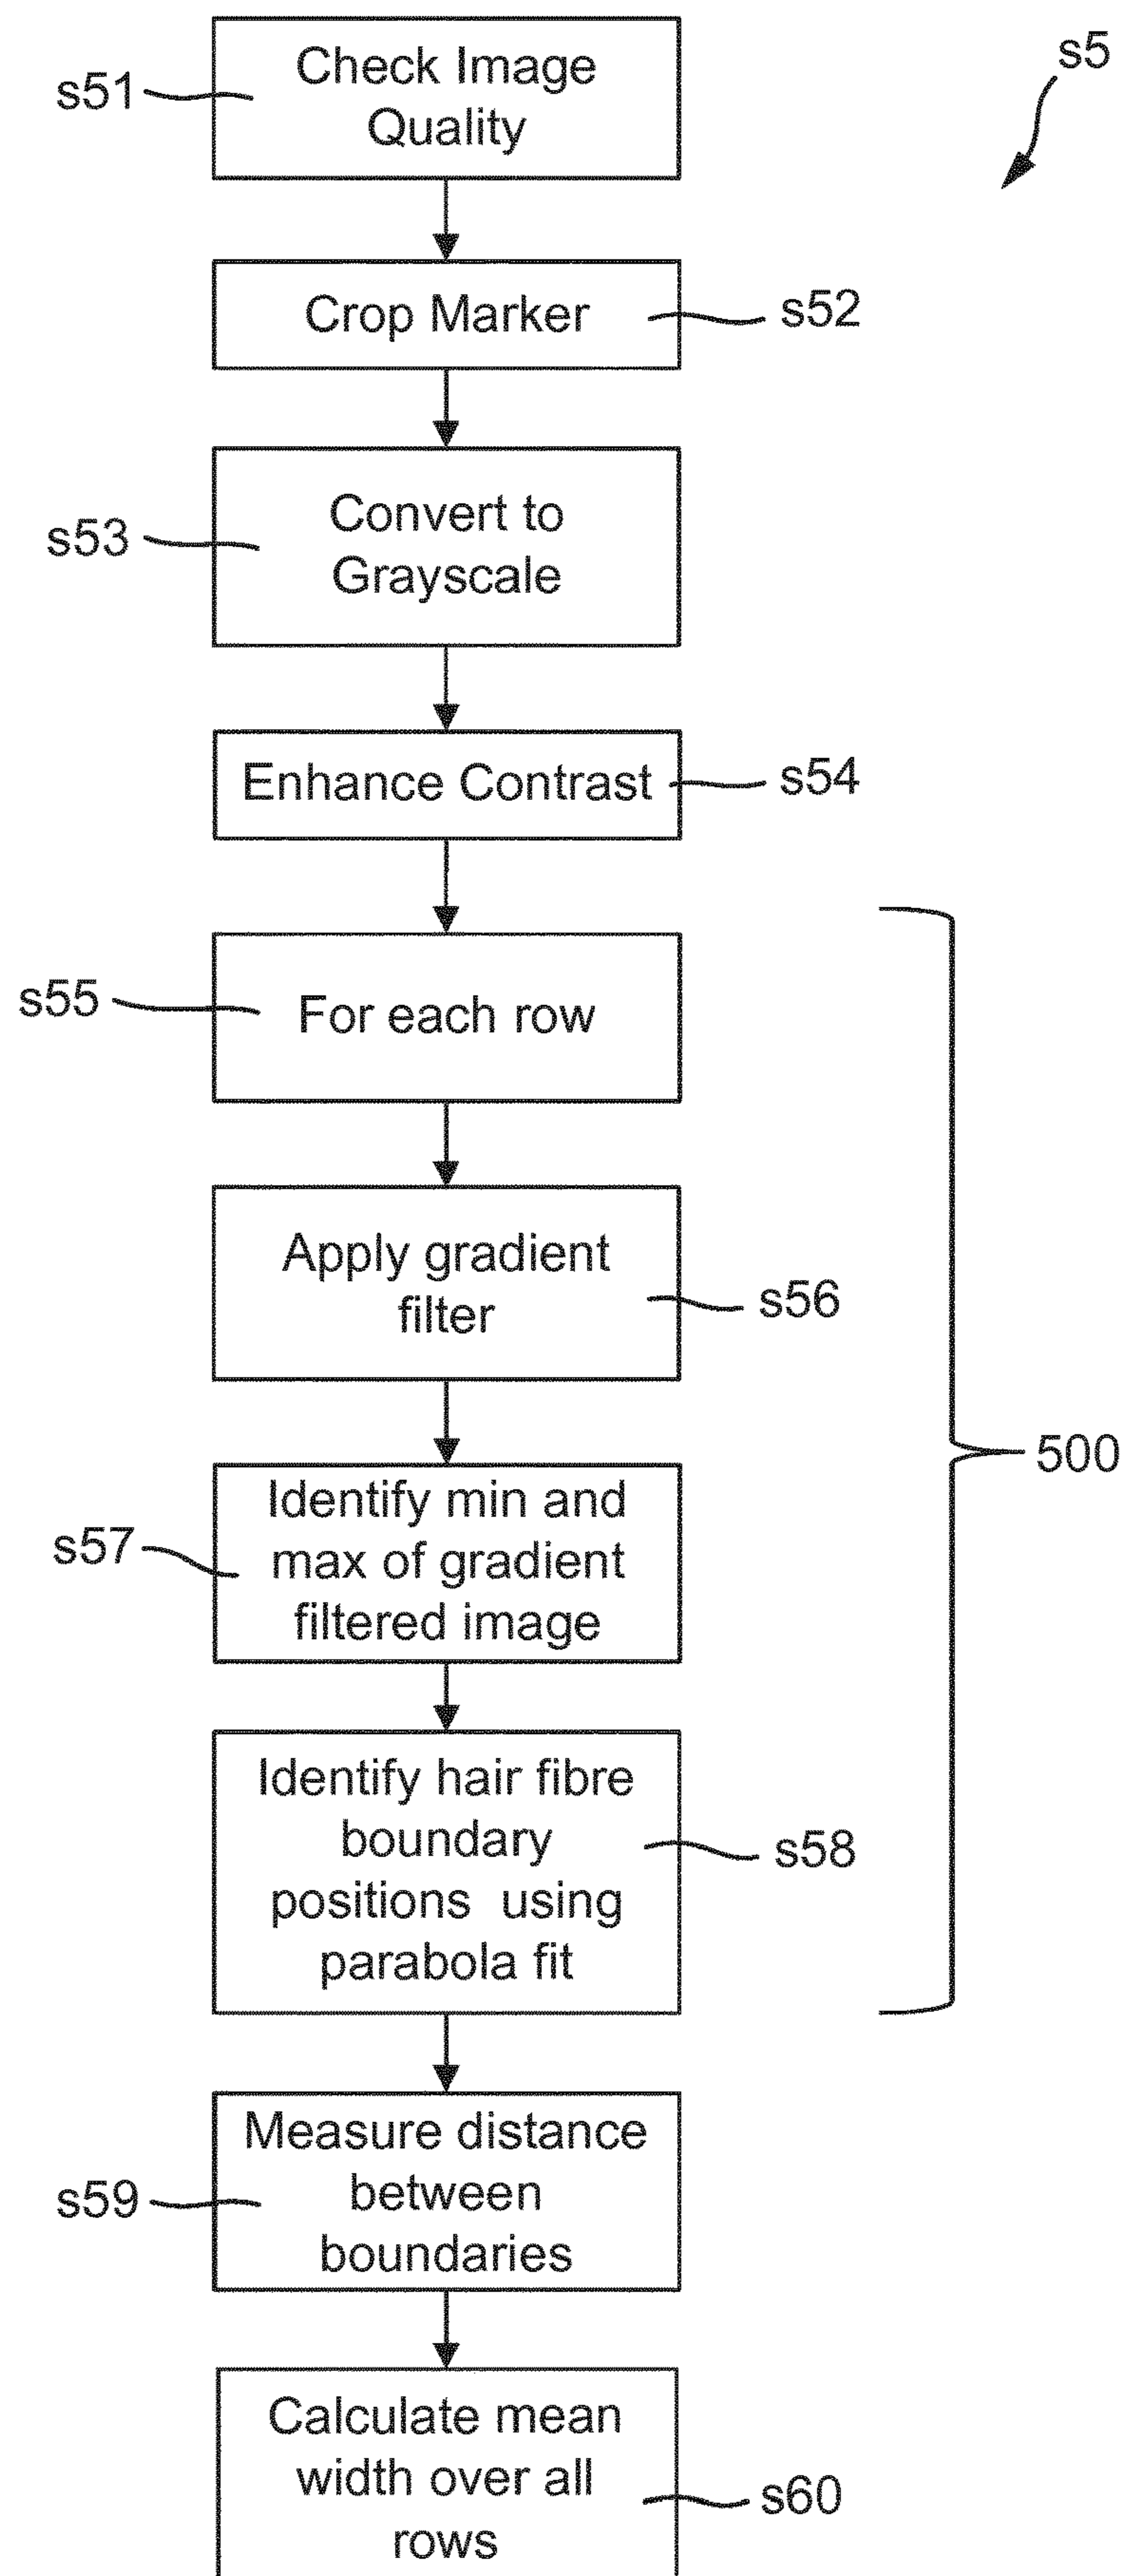 s5
s51
Check Image
Quality
Crop Marker
s52
s53
Convert to
Grayscale
Enhance Contrast
s54
s55
For each row
Apply gradient
filter
s56
500
s57
Identify min and
max of gradient
filtered image
Identify hair fibre
boundary
positions using
parabola fit
s58
s59
Measure distance
between
boundaries
Calculate mean
width over all
rows
s60